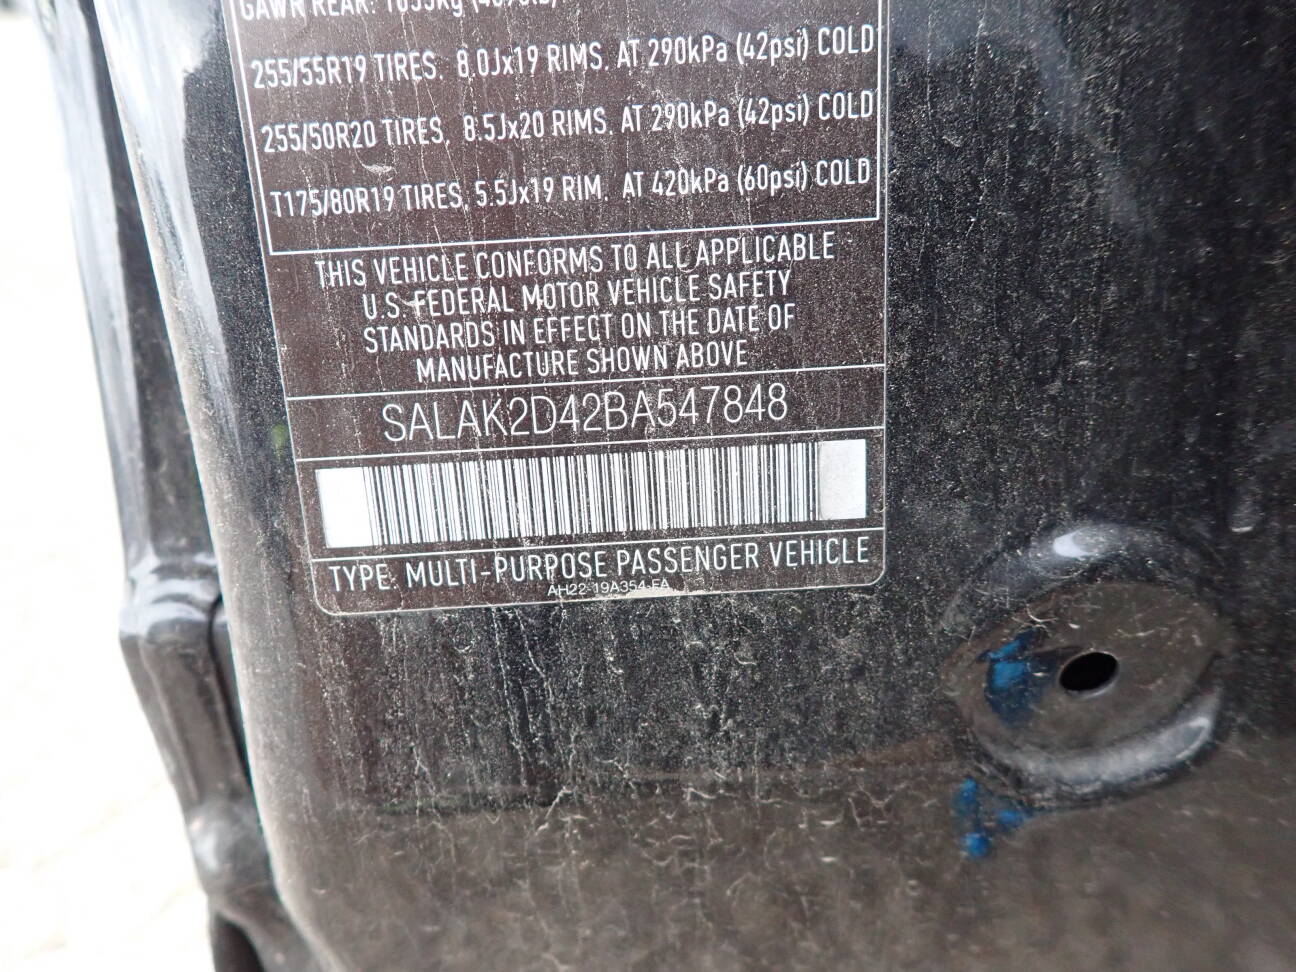 GAWR REAR:
255/55R19 TIRES, 8.0Jx19 RIMS. AT 290kPa (42psi) COLD
255/50R20 TIRES, 8.5Jx20 RIMS. AT 290kPa (42psi) COLD
T175/80R19 TIRES, 5.5Jx19 RIM. AT 420kPa (60psi) COLD
THIS VEHICLE CONFORMS TO ALL APPLICABLE
U.S. FEDERAL MOTOR VEHICLE SAFETY
STANDARDS IN EFFECT ON THE DATE OF
MANUFACTURE SHOWN ABOVE
SALAK2D42BA547848
TYPE: MULTI-PURPOSE PASSENGER VEHICLE
AH22-19A354-EA